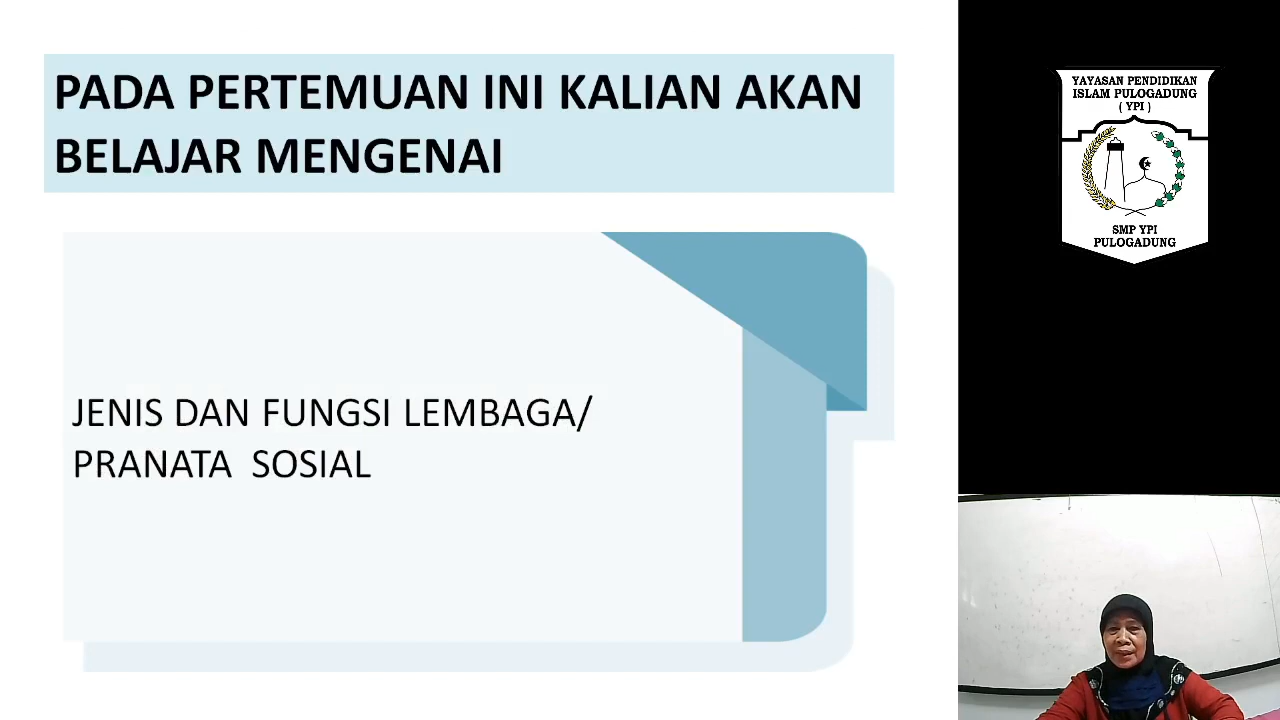 PADA PERTEMUAN INI KALIAN AKAN
BELAJAR MENGENAI
JENIS DAN FUNGSI LEMBAGA/
PRANATA SOSIAL
YAYASAN PENDIDIKAN
ISLAM PULOGADUNG
( YPI )
SMP YPI
PULOGADUNG